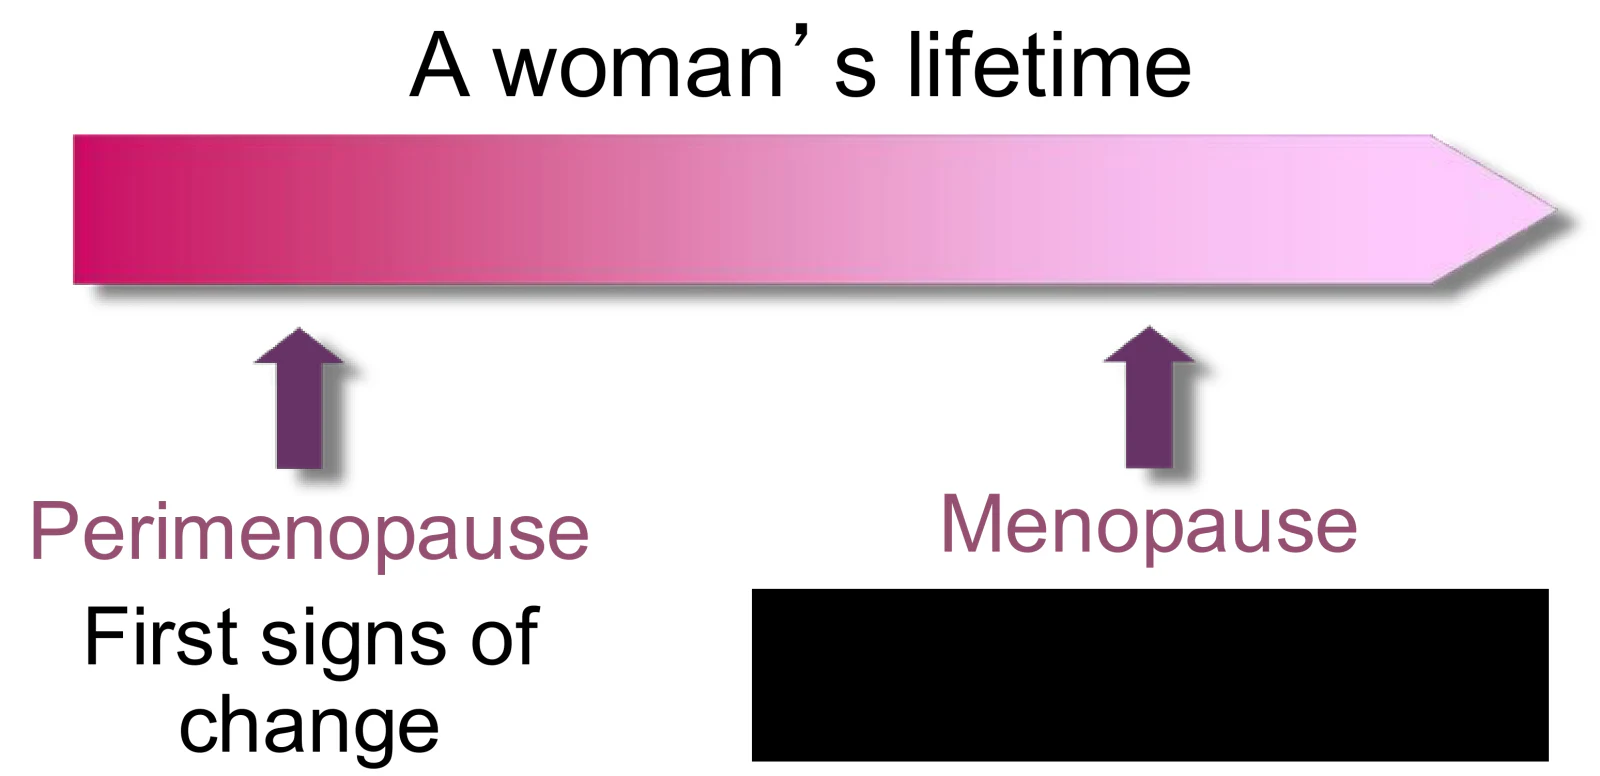 A woman’s lifetime
Perimenopause
Menopause
First signs of
change